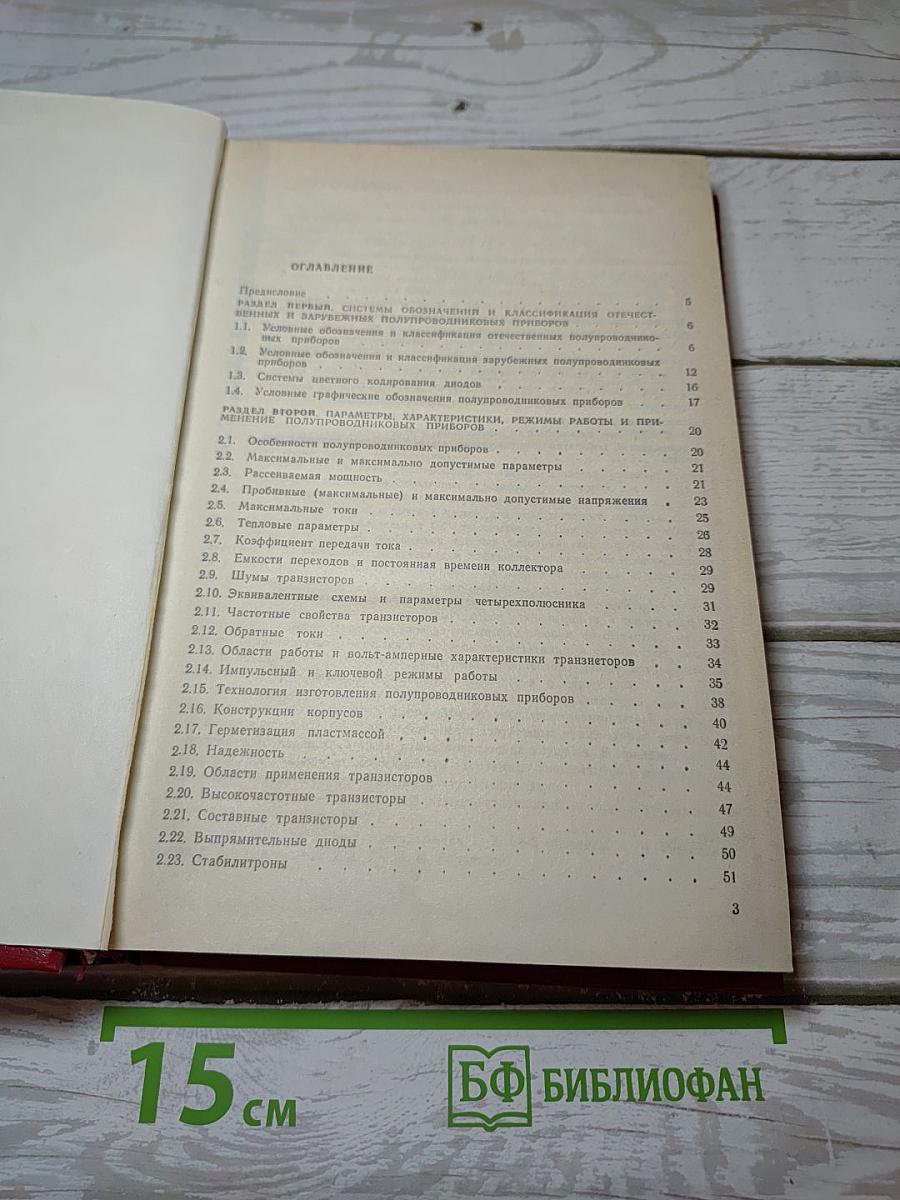 ОГЛАВЛЕНИЕ
Предисловие . . . . . . . . . . . . . 5
РАЗДЕЛ ПЕРВЫЙ. СИСТЕМЫ ОБОЗНАЧЕНИЯ И КЛАССИФИКАЦИЯ ОТЕЧЕСТ-
ВЕННЫХ И ЗАРУБЕЖНЫХ ПОЛУПРОВОДНИКОВЫХ ПРИБОРОВ . . . . . 6
1.1. Условные обозначения и классификация отечественных полупроводнико-
вых приборов . . . . . . . . . . . . 6
1.2. Условные обозначения и классификация зарубежных полупроводниковых
приборов . . . . . . . . . . . . . 12
1.3. Системы цветного кодирования диодов . . . . . . . 16
1.4. Условные графические обозначения полупроводниковых приборов . . 17
РАЗДЕЛ ВТОРОЙ. ПАРАМЕТРЫ, ХАРАКТЕРИСТИКИ, РЕЖИМЫ РАБОТЫ И ПРИ-
МЕНЕНИЕ ПОЛУПРОВОДНИКОВЫХ ПРИБОРОВ . . . . . . . 20
2.1. Особенности полупроводниковых приборов . . . . . . . 20
2.2. Максимальные и максимально допустимые параметры . . . . 21
2.3. Рассеиваемая мощность . . . . . . . . . . 21
2.4. Пробивные (максимальные) и максимально допустимые напряжения . 23
2.5. Максимальные токи . . . . . . . . . . . 25
2.6. Тепловые параметры . . . . . . . . . . . 26
2.7. Коэффициент передачи тока . . . . . . . . . 28
2.8. Емкости переходов и постоянная времени коллектора . . . . 29
2.9. Шумы транзисторов . . . . . . . . . . . 29
2.10. Эквивалентные схемы и параметры четырехполюсника . . . . 31
2.11. Частотные свойства транзисторов . . . . . . . . 32
2.12. Обратные токи . . . . . . . . . . . . 33
2.13. Области работы и вольт-амперные характеристики транзисторов . . 34
2.14. Импульсный и ключевой режимы работы . . . . . . . 35
2.15. Технология изготовления полупроводниковых приборов . . . . 38
2.16. Конструкции корпусов . . . . . . . . . . 40
2.17. Герметизация пластмассой . . . . . . . . . . 42
2.18. Надежность . . . . . . . . . . . . . 44
2.19. Области применения транзисторов . . . . . . . . 44
2.20. Высокочастотные транзисторы . . . . . . . . . 47
2.21. Составные транзисторы . . . . . . . . . . 49
2.22. Выпрямительные диоды . . . . . . . . . . 50
2.23. Стабилитроны . . . . . . . . . . . . 51
3
15 см
БФ БИБЛИОФАН